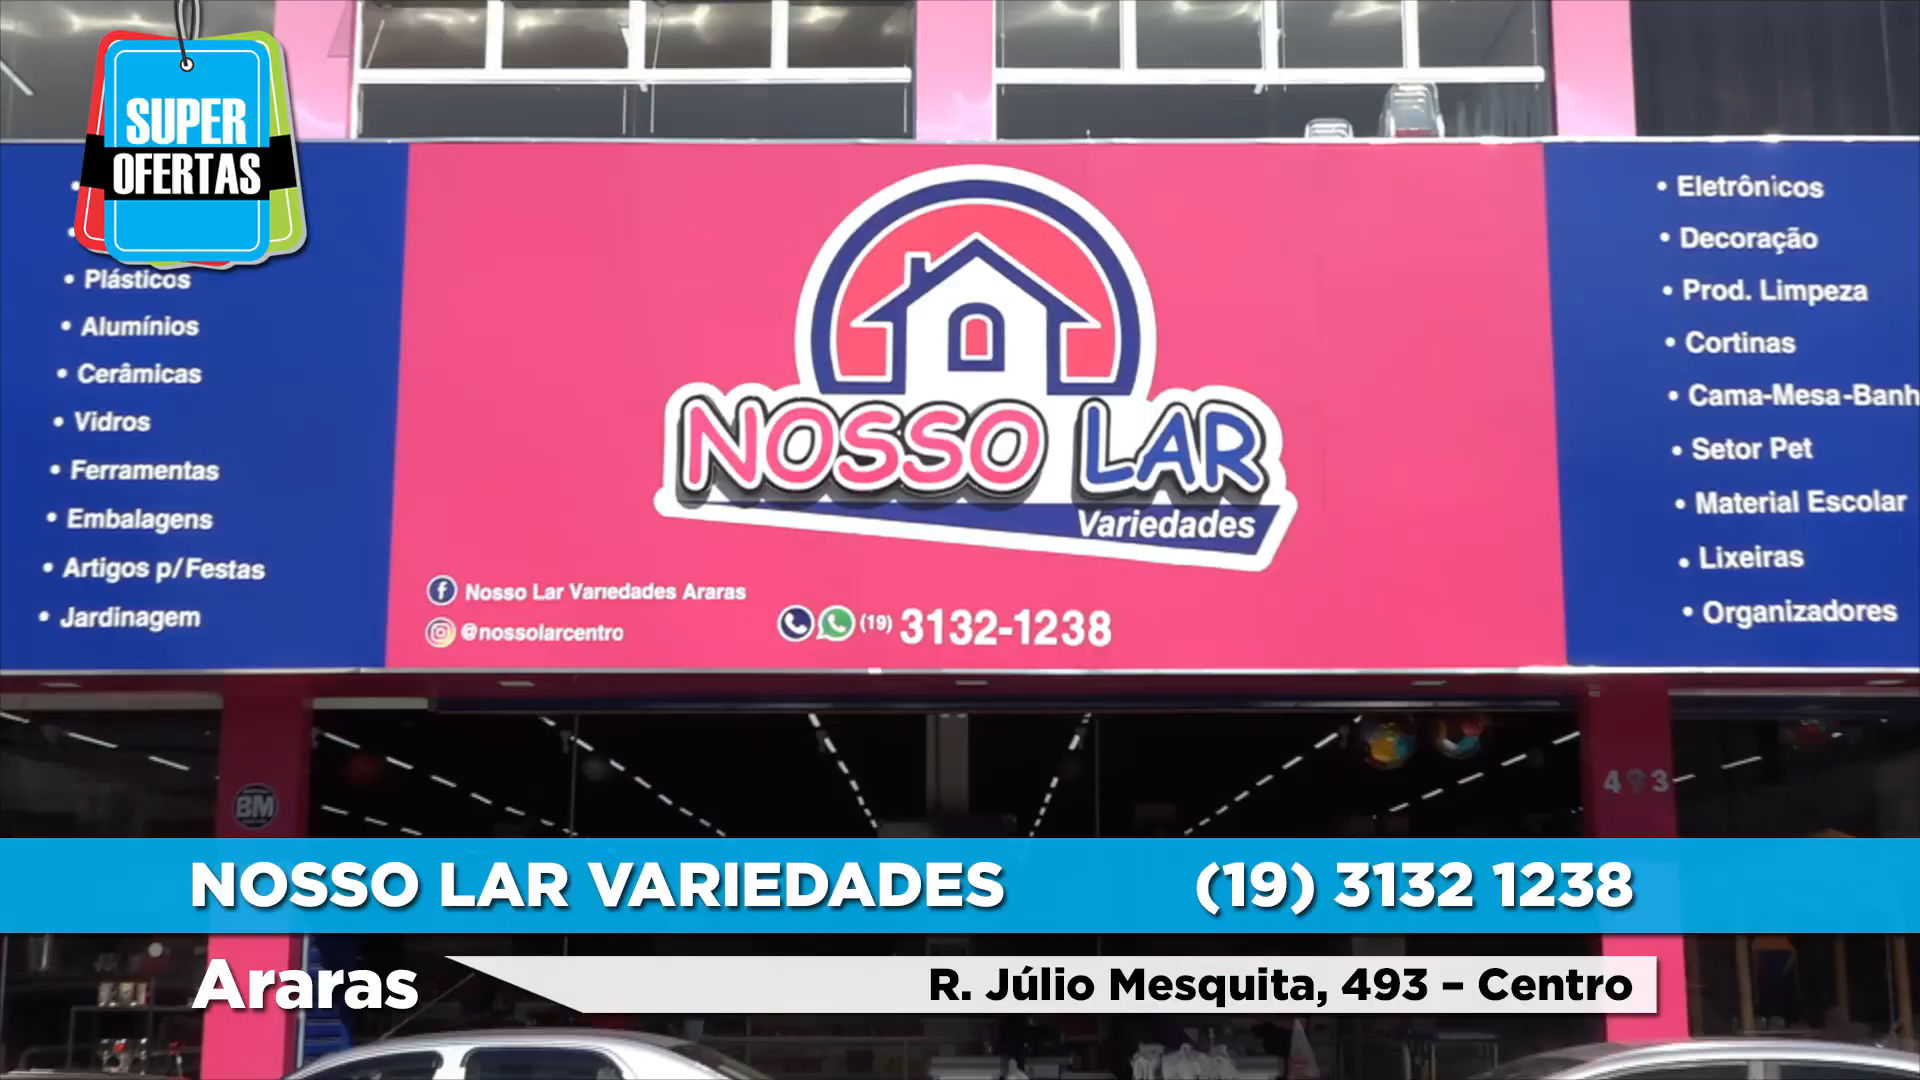 SUPER
OFERTAS
• Plásticos
• Alumínios
• Cerâmicas
• Vidros
• Ferramentas
• Embalagens
• Artigos p/Festas
• Jardinagem
NOSSO LAR
Variedades
Nosso Lar Variedades Araras
@nossolarcentro
(19) 3132-1238
• Eletrônicos
• Decoração
• Prod. Limpeza
• Cortinas
• Cama-Mesa-Banh
• Setor Pet
• Material Escolar
• Lixeiras
• Organizadores
BM
493
NOSSO LAR VARIEDADES (19) 3132 1238
Araras R. Júlio Mesquita, 493 – Centro